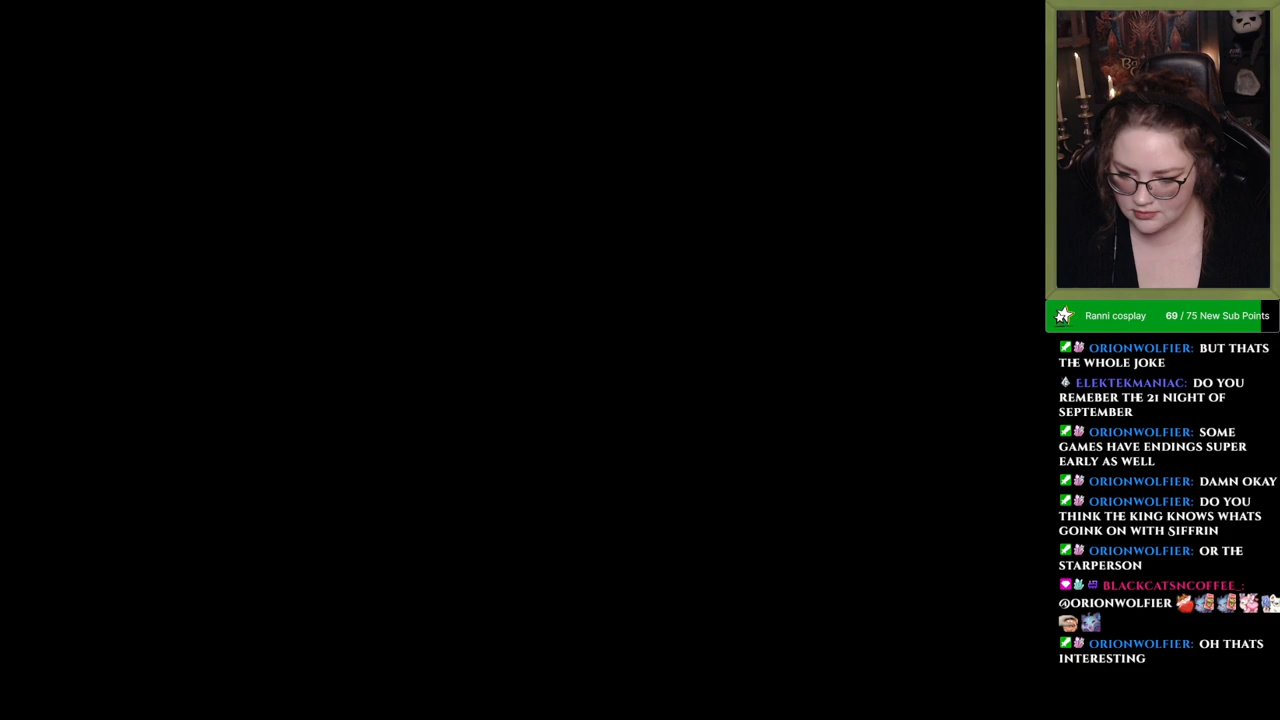 Ranni cosplay 69 / 75 New Sub Points
ORIONWOLFIER: BUT THATS
THE WHOLE JOKE
ELEKTEKMANIAC: DO YOU
REMEBER THE 21 NIGHT OF
SEPTEMBER
ORIONWOLFIER: SOME
GAMES HAVE ENDINGS SUPER
EARLY AS WELL
ORIONWOLFIER: DAMN OKAY
ORIONWOLFIER: DO YOU
THINK THE KING KNOWS WHATS
GOINK ON WITH SIFFRIN
ORIONWOLFIER: OR THE
STARPERSON
BLACKCATSNCOFFEE_:
@ORIONWOLFIER
ORIONWOLFIER: OH THATS
INTERESTING